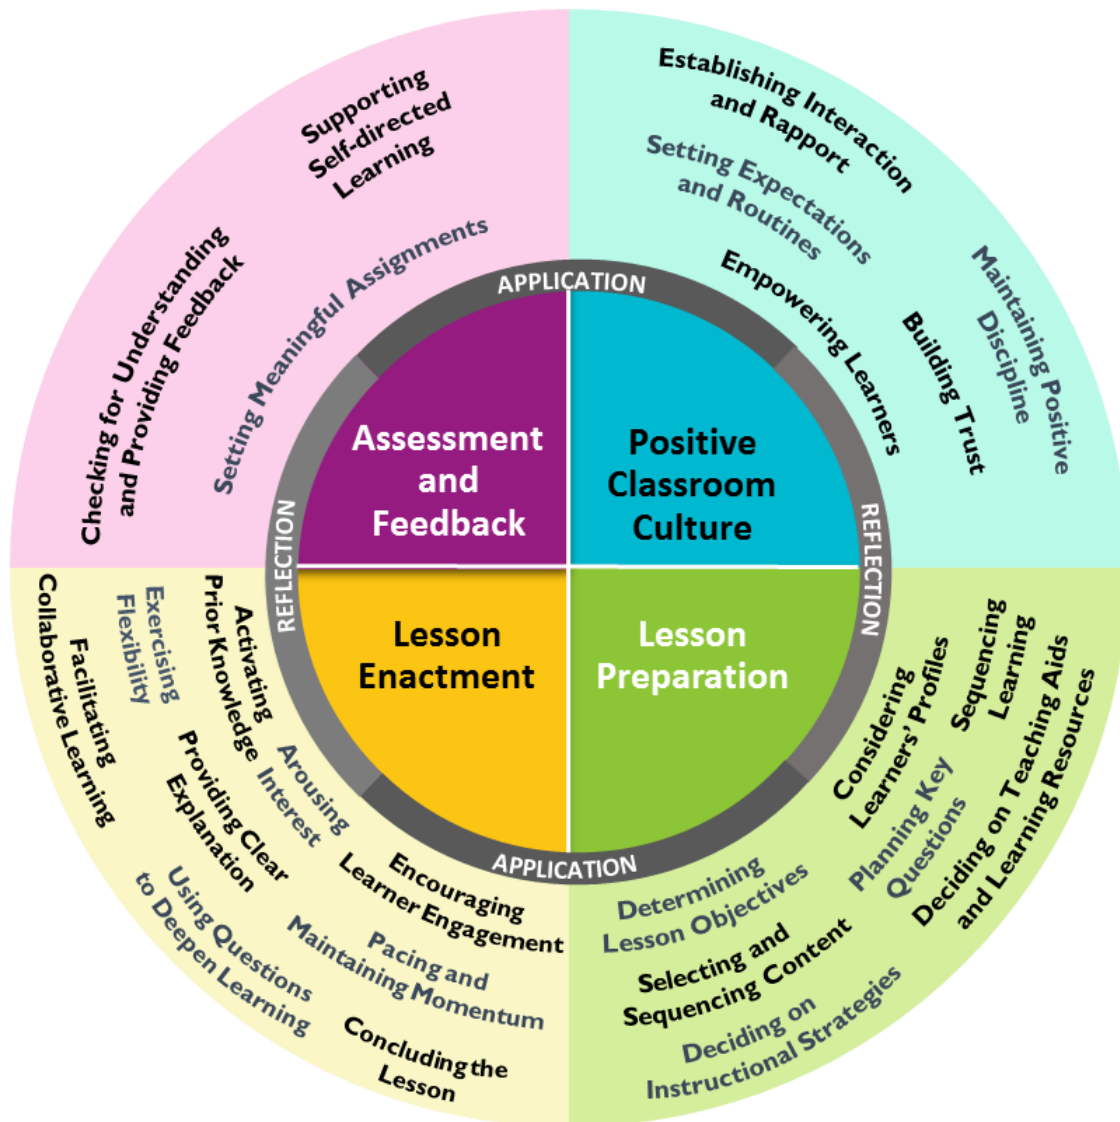 Supporting
Self-directed
Learning
Checking for Understanding
and Providing Feedback
Setting Meaningful Assignments
Establishing Interaction
and Rapport
Setting Expectations
and Routines
Empowering Learners
Building Trust
Maintaining Positive
Discipline
APPLICATION
REFLECTION
REFLECTION
APPLICATION
Assessment
and
Feedback
Positive
Classroom
Culture
Lesson
Enactment
Lesson
Preparation
Facilitating
Collaborative Learning
Exercising
Flexibility
Activating
Prior Knowledge
Arousing
Interest
Providing Clear
Explanation
Using Questions
to Deepen Learning
Encouraging
Learner Engagement
Pacing and
Maintaining Momentum
Concluding the
Lesson
Considering
Learners' Profiles
Sequencing
Learning
Planning Key
Questions
Deciding on Teaching Aids
and Learning Resources
Determining
Lesson Objectives
Selecting and
Sequencing Content
Deciding on
Instructional Strategies